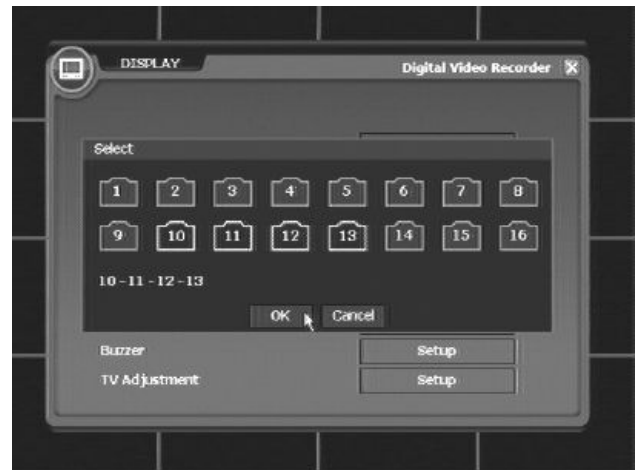 DISPLAY Digital Video Recorder
Select
1 2 3 4 5 6 7 8
9 10 11 12 13 14 15 16
10-11-12-13
OK Cancel
Buzzer Setup
TV Adjustment Setup